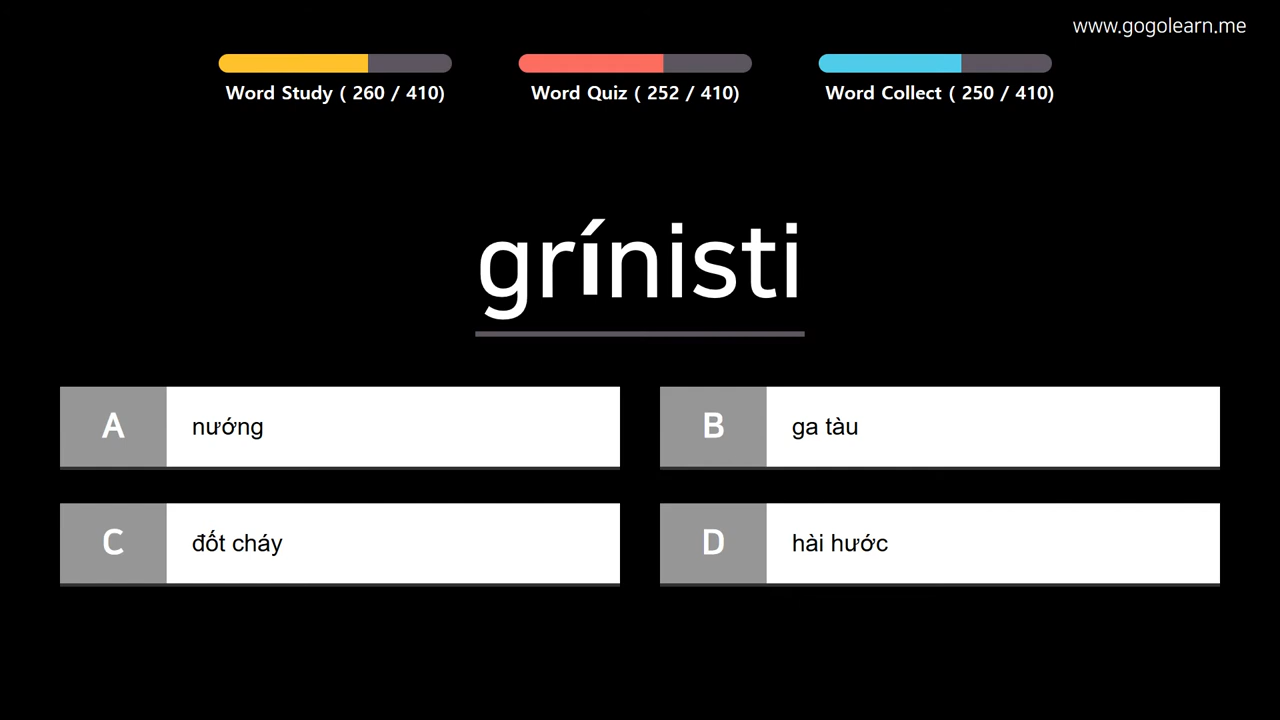 www.gogolearn.me
Word Study ( 260 / 410)
Word Quiz ( 252 / 410)
Word Collect ( 250 / 410)
grínisti
A nướng
B ga tàu
C đốt cháy
D hài hước